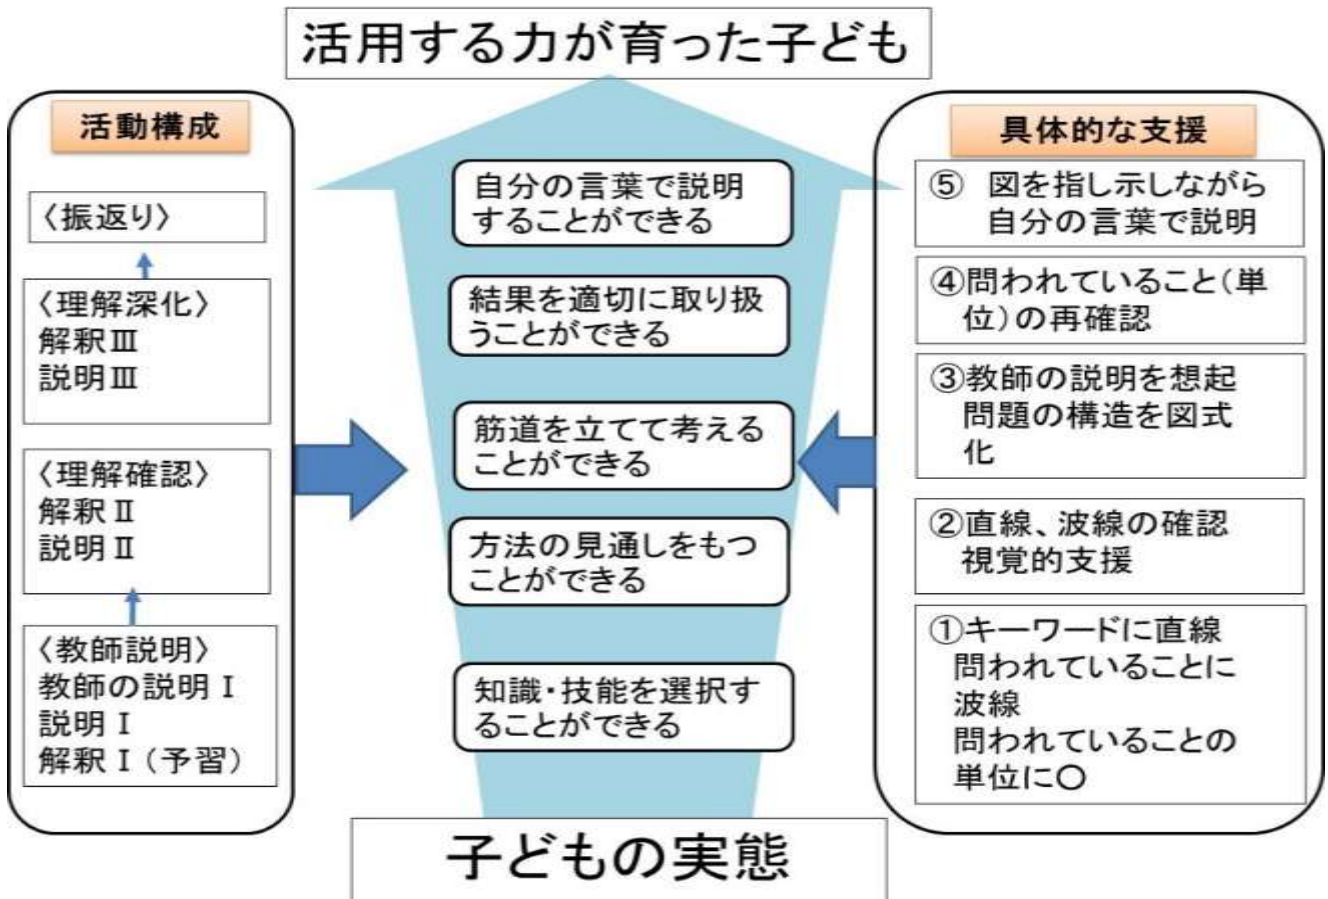 活用する力が育った子ども
活動構成
〈振返り〉
〈理解深化〉
解釈Ⅲ
説明Ⅲ
〈理解確認〉
解釈Ⅱ
説明Ⅱ
〈教師説明〉
教師の説明Ⅰ
説明Ⅰ
解釈Ⅰ(予習)
自分の言葉で説明
することができる
結果を適切に取り扱
うことができる
筋道を立てて考える
ことができる
方法の見通しをもつ
ことができる
知識・技能を選択す
ることができる
具体的な支援
⑤ 図を指し示しながら
自分の言葉で説明
④問われていること(単
位)の再確認
③教師の説明を想起
問題の構造を図式
化
②直線、波線の確認
視覚的支援
①キーワードに直線
問われていることに
波線
問われていることの
単位に〇
子どもの実態